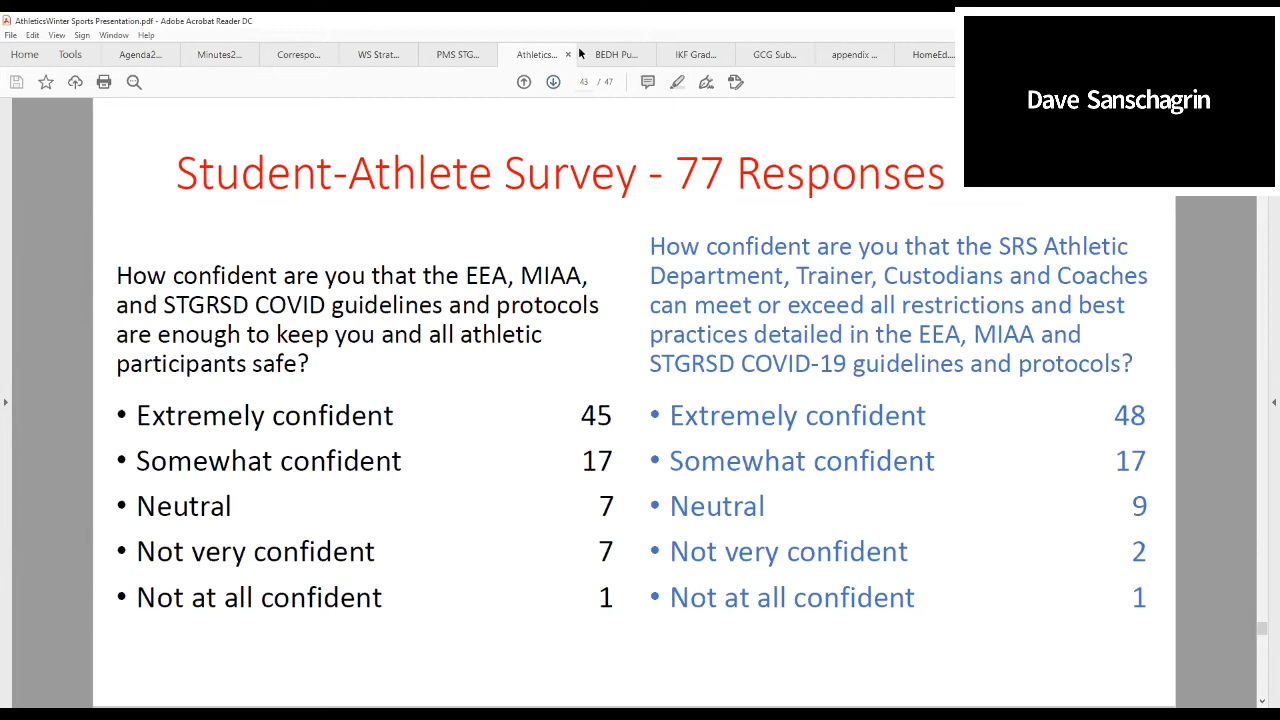 AthleticsWinter Sports Presentation.pdf - Adobe Acrobat Reader DC
File Edit View Sign Window Help
Home Tools Agenda2... Minutes2... Correspo... WS Strat... PMS STG... Athletics... × BEDH Pu... IKF Grad... GCG Sub... appendix ... HomeEd...
43 / 47
Dave Sanschagrin
Student-Athlete Survey - 77 Responses
How confident are you that the EEA, MIAA,
and STGRSD COVID guidelines and protocols
are enough to keep you and all athletic
participants safe?
• Extremely confident 45
• Somewhat confident 17
• Neutral 7
• Not very confident 7
• Not at all confident 1
How confident are you that the SRS Athletic
Department, Trainer, Custodians and Coaches
can meet or exceed all restrictions and best
practices detailed in the EEA, MIAA and
STGRSD COVID-19 guidelines and protocols?
• Extremely confident 48
• Somewhat confident 17
• Neutral 9
• Not very confident 2
• Not at all confident 1